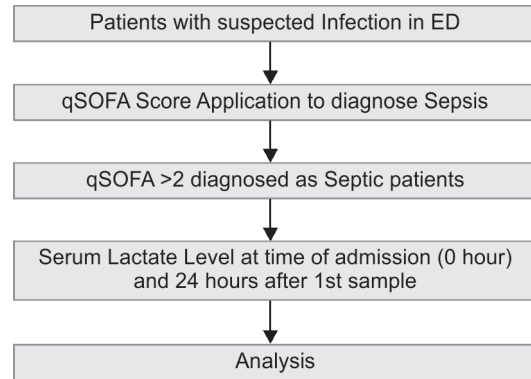 Patients with suspected Infection in ED
qSOFA Score Application to diagnose Sepsis
qSOFA >2 diagnosed as Septic patients
Serum Lactate Level at time of admission (0 hour)
and 24 hours after 1st sample
Analysis